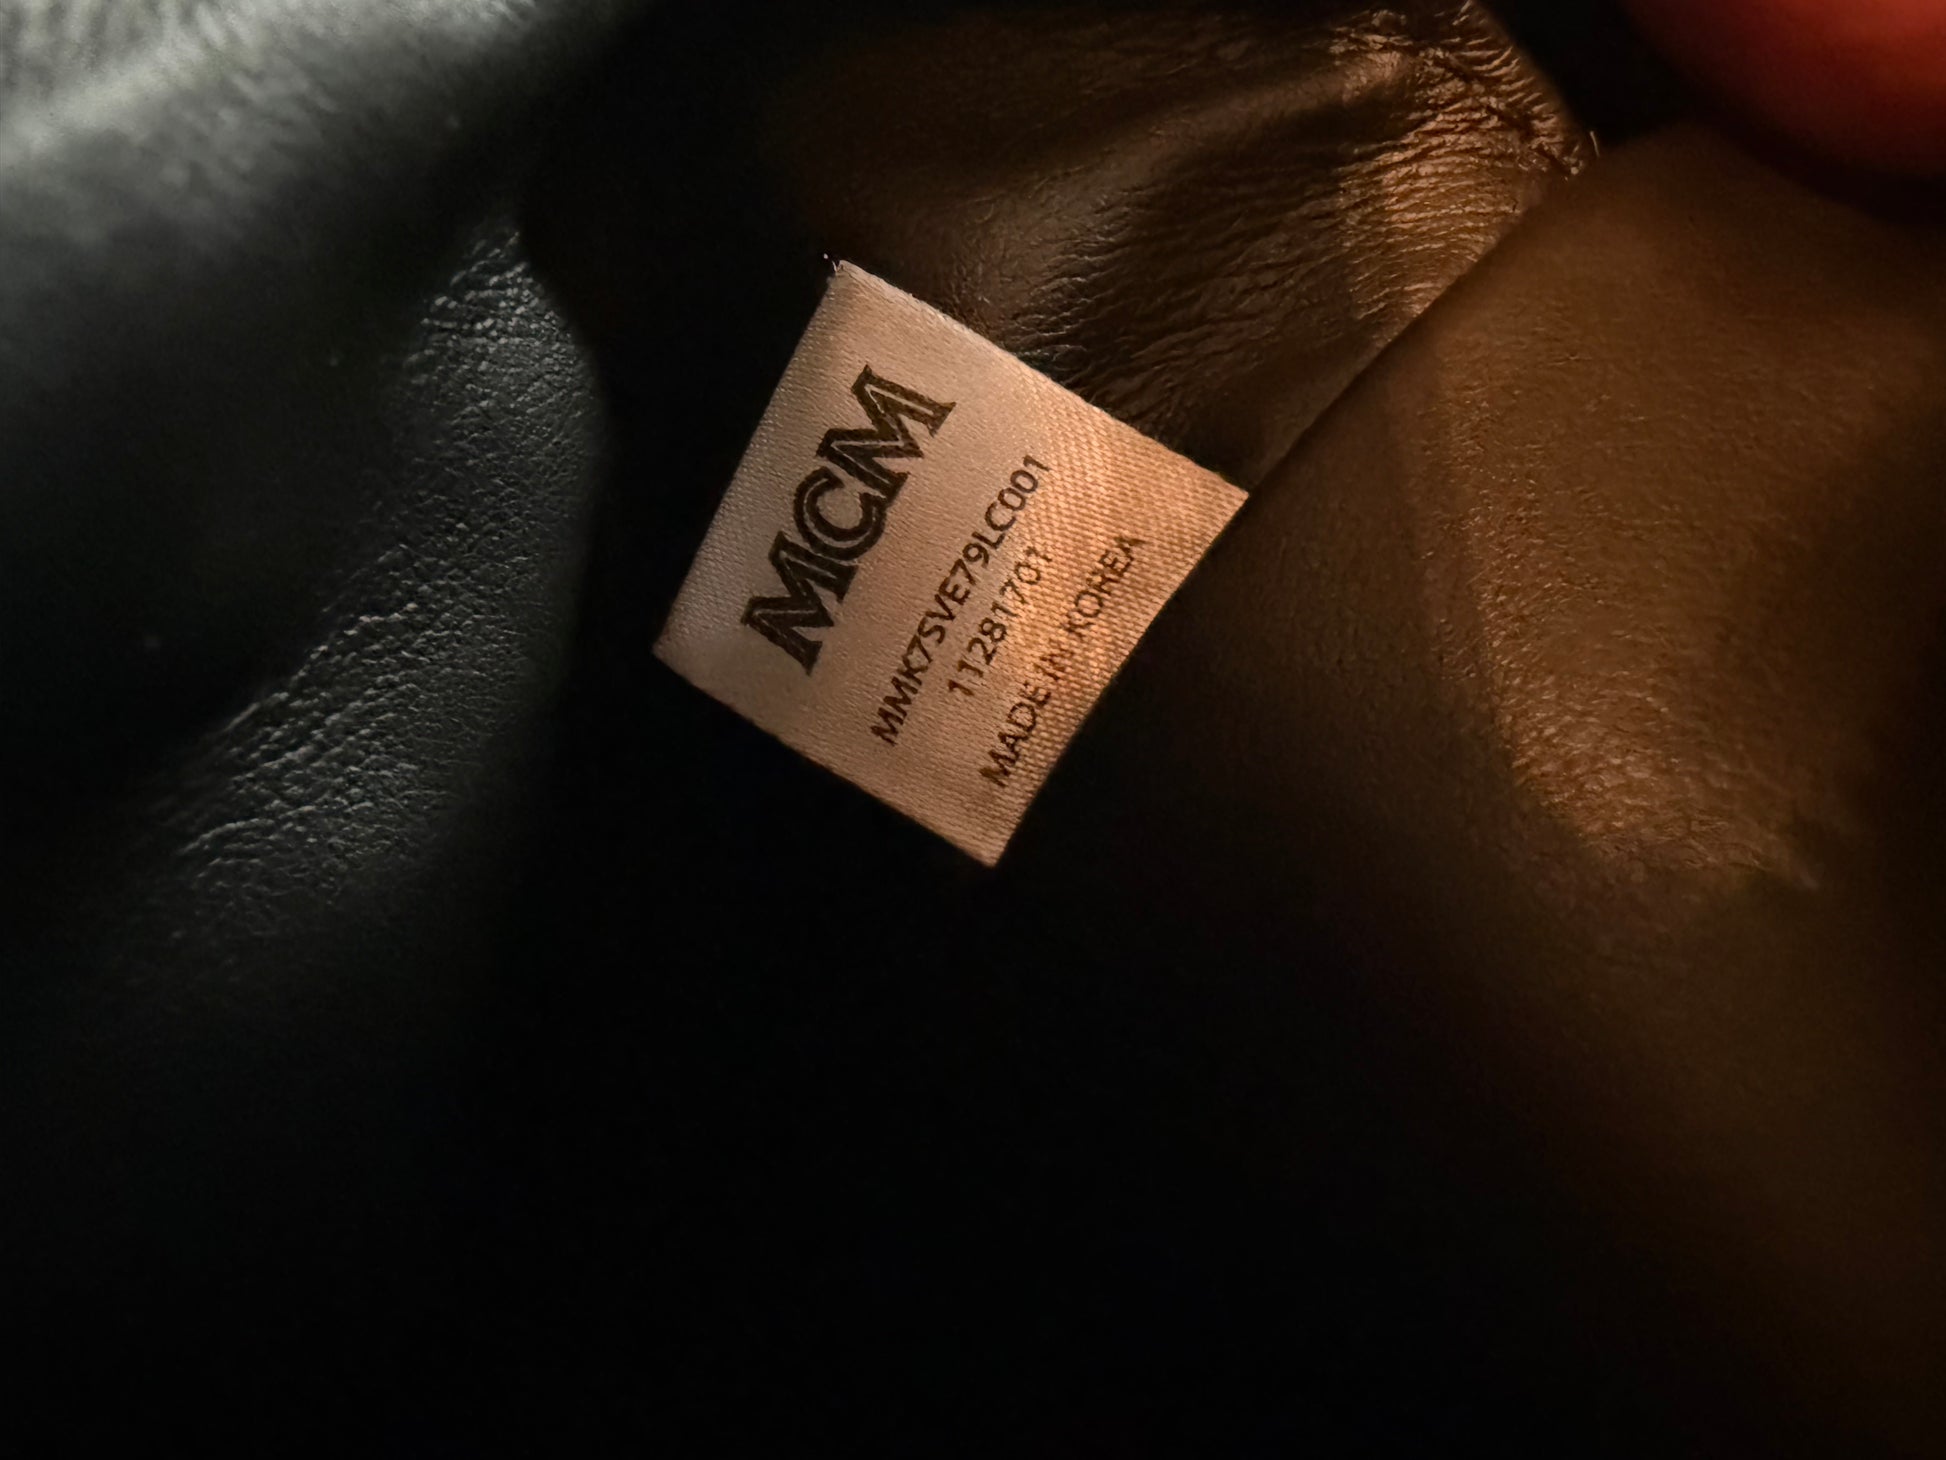 MCM
MMK7SVE79LC001
112817701
MADE IN KOREA